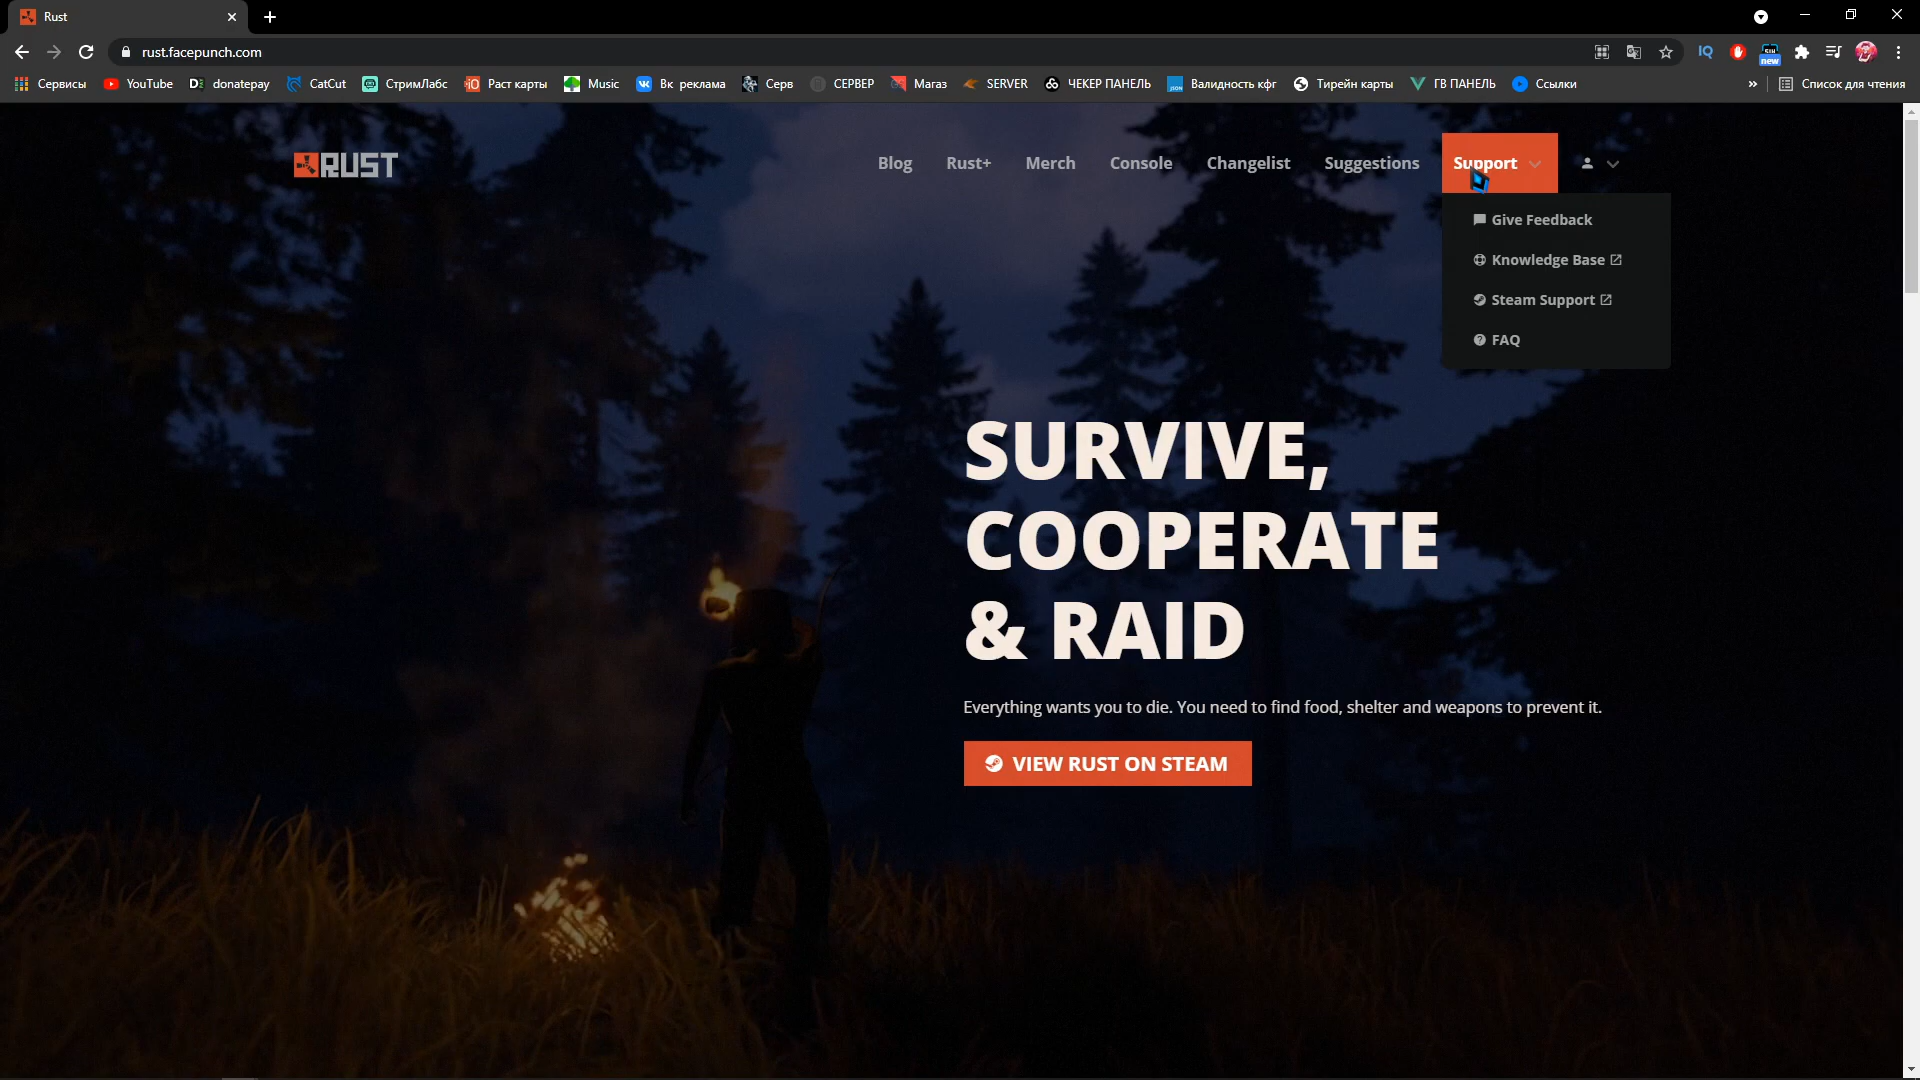 Rust
rust.facepunch.com
IQ
new
Сервисы
YouTube
donatepay
CatCut
СтримЛабс
Раст карты
Music
Вк реклама
Серв
СЕРВЕР
Магаз
SERVER
ЧЕКЕР ПАНЕЛЬ
Валидность кфг
Тирейн карты
ГВ ПАНЕЛЬ
Ссылки
»
Список для чтения
RUST
Blog
Rust+
Merch
Console
Changelist
Suggestions
Support
Give Feedback
Knowledge Base
Steam Support
FAQ
SURVIVE,
COOPERATE
& RAID
Everything wants you to die. You need to find food, shelter and weapons to prevent it.
VIEW RUST ON STEAM